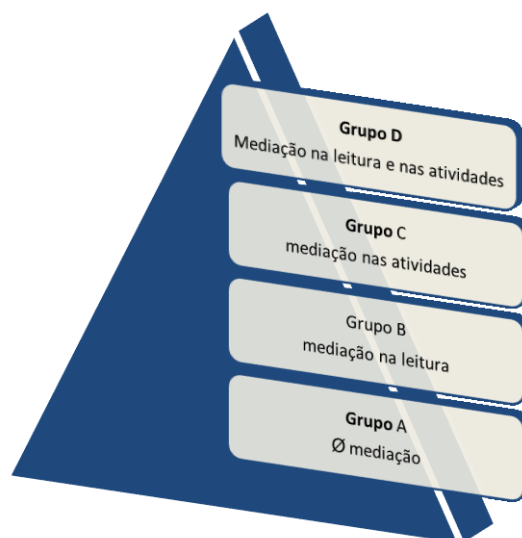 Grupo D
Mediação na leitura e nas atividades
Grupo C
mediação nas atividades
Grupo B
mediação na leitura
Grupo A
Ø mediação